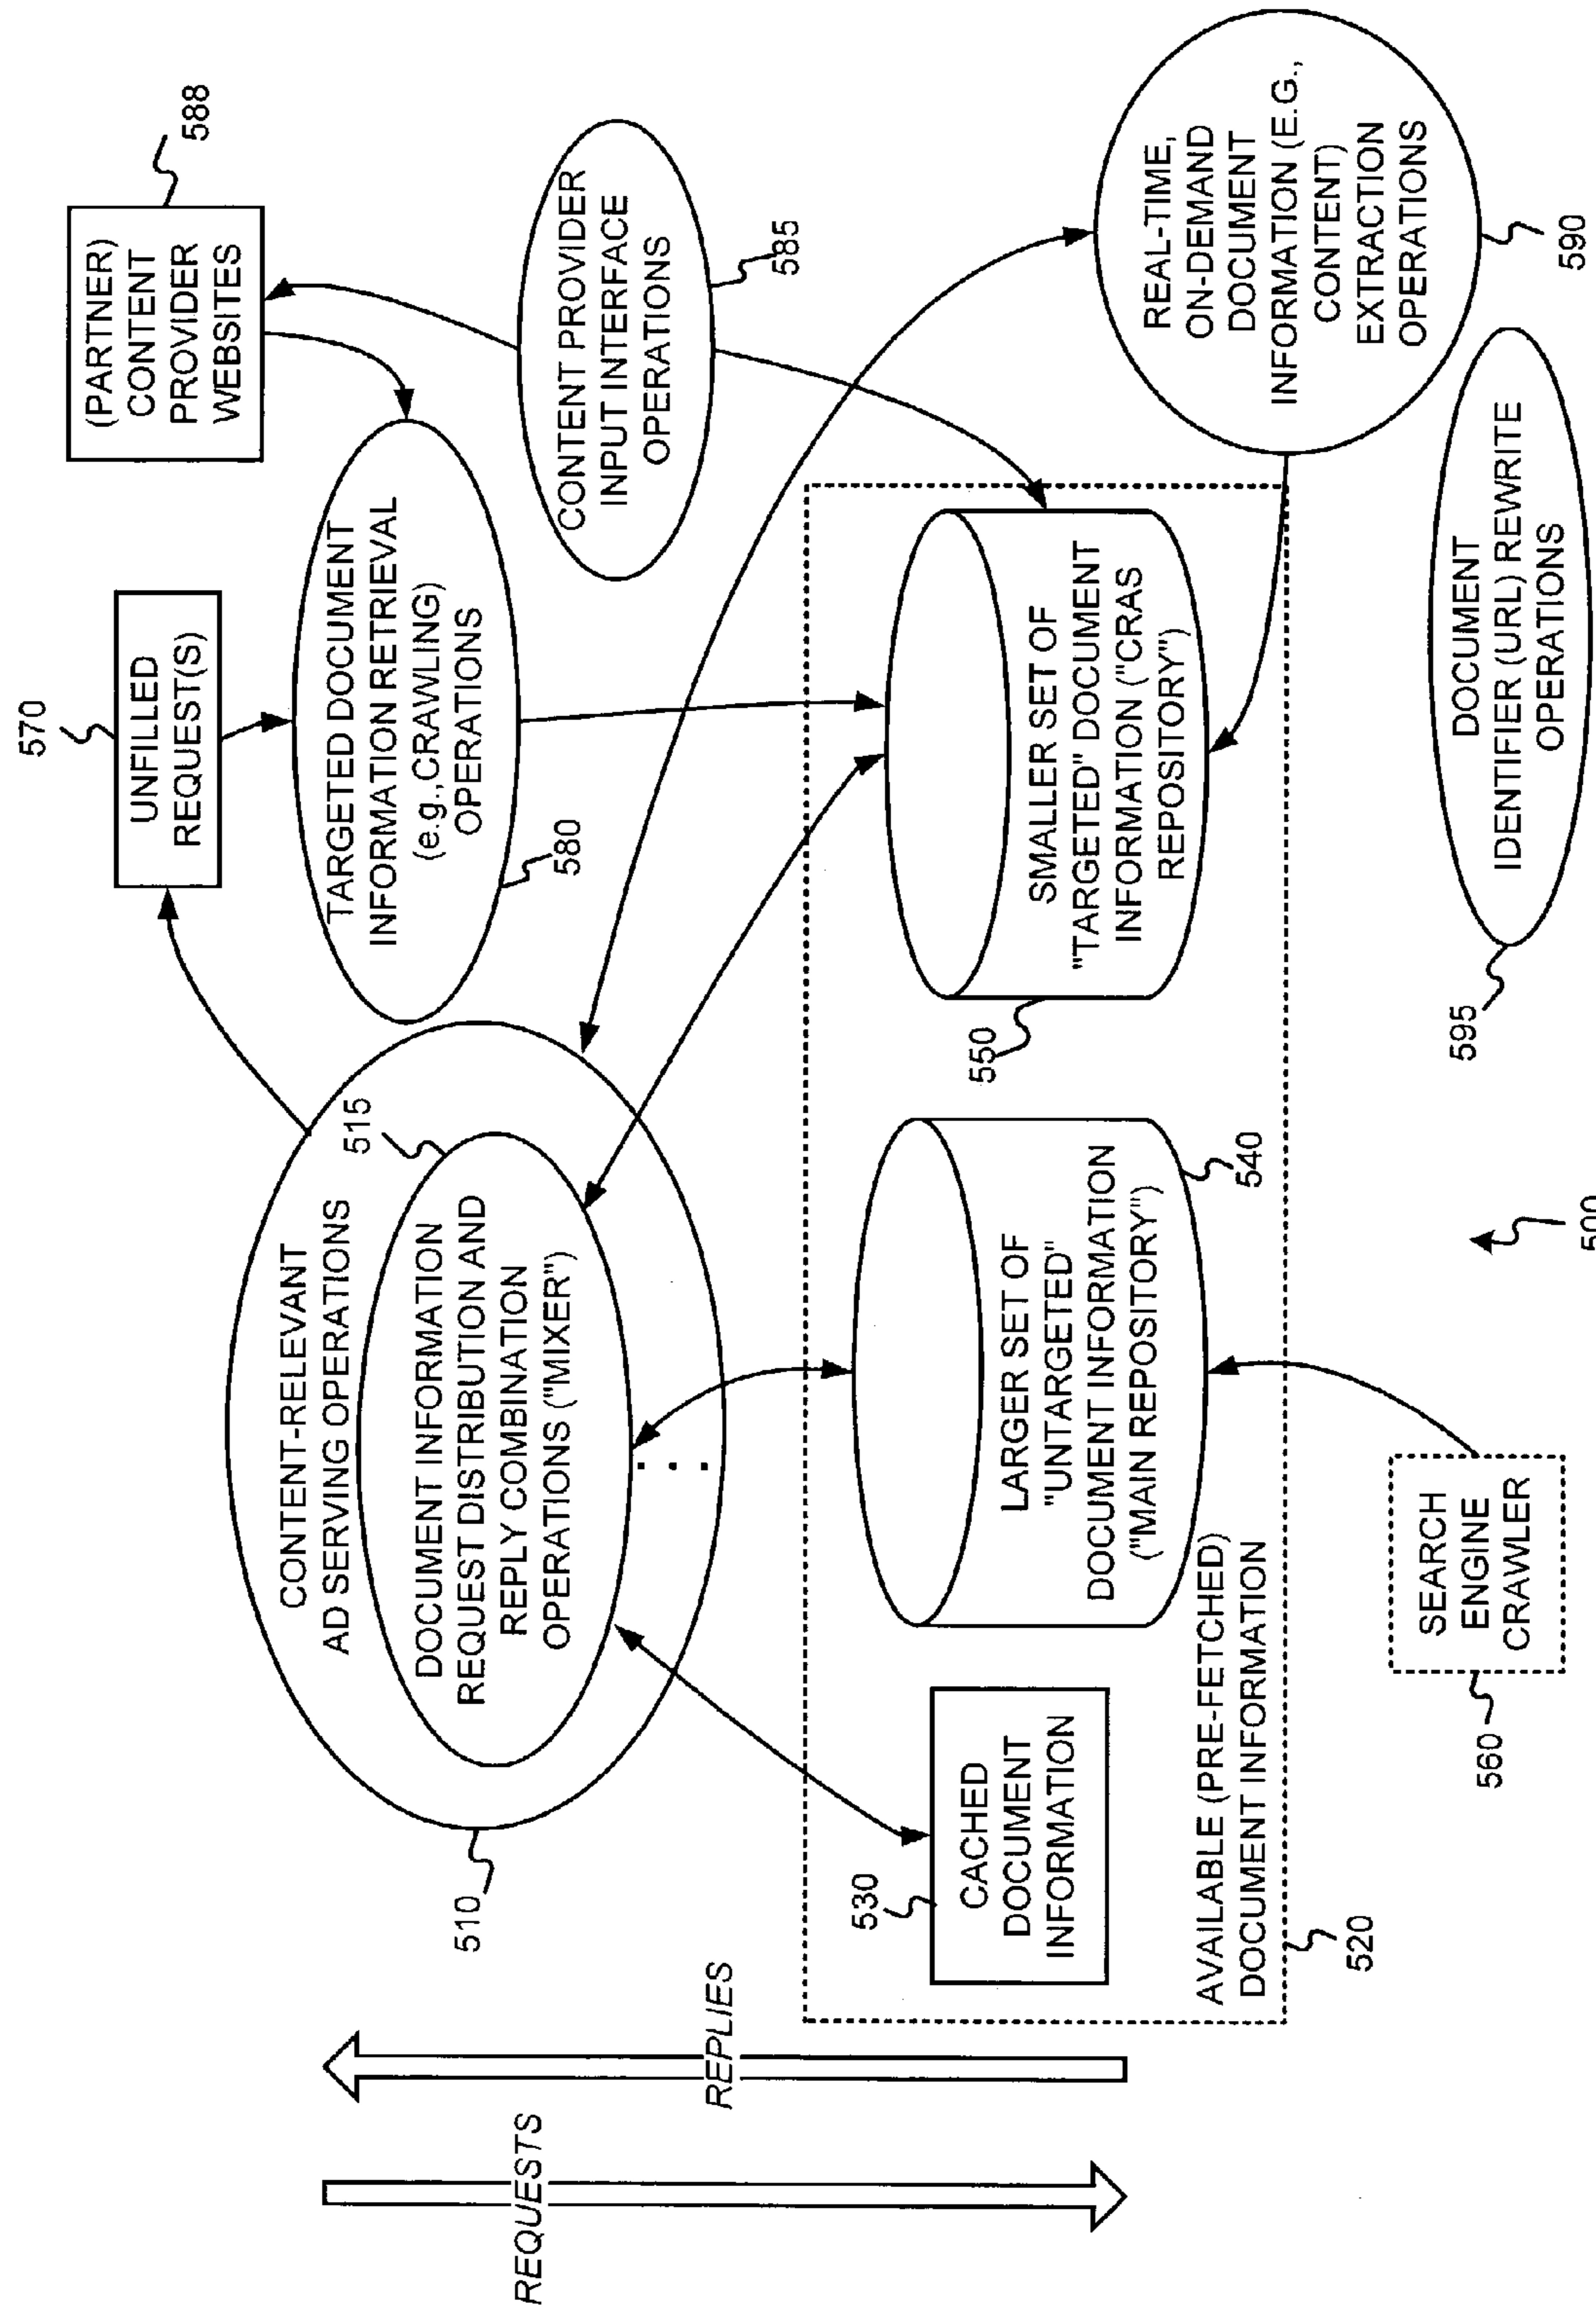 REQUESTS
REPLIES
510
CONTENT-RELEVANT
AD SERVING OPERATIONS
515
DOCUMENT INFORMATION
REQUEST DISTRIBUTION AND
REPLY COMBINATION
OPERATIONS ("MIXER")
. . .
570
UNFILLED
REQUEST(S)
TARGETED DOCUMENT
INFORMATION RETRIEVAL
(e.g.,CRAWLING)
OPERATIONS
580
(PARTNER)
CONTENT
PROVIDER
WEBSITES
588
CONTENT PROVIDER
INPUT INTERFACE
OPERATIONS
585
530
CACHED
DOCUMENT
INFORMATION
LARGER SET OF
"UNTARGETED"
DOCUMENT INFORMATION
("MAIN REPOSITORY")
540
550
SMALLER SET OF
"TARGETED" DOCUMENT
INFORMATION ("CRAS
REPOSITORY")
AVAILABLE (PRE-FETCHED)
DOCUMENT INFORMATION
520
REAL-TIME,
ON-DEMAND
DOCUMENT
INFORMATION (E.G.,
CONTENT)
EXTRACTION
OPERATIONS
590
SEARCH
ENGINE
CRAWLER
560
500
DOCUMENT
IDENTIFIER (URL) REWRITE
OPERATIONS
595